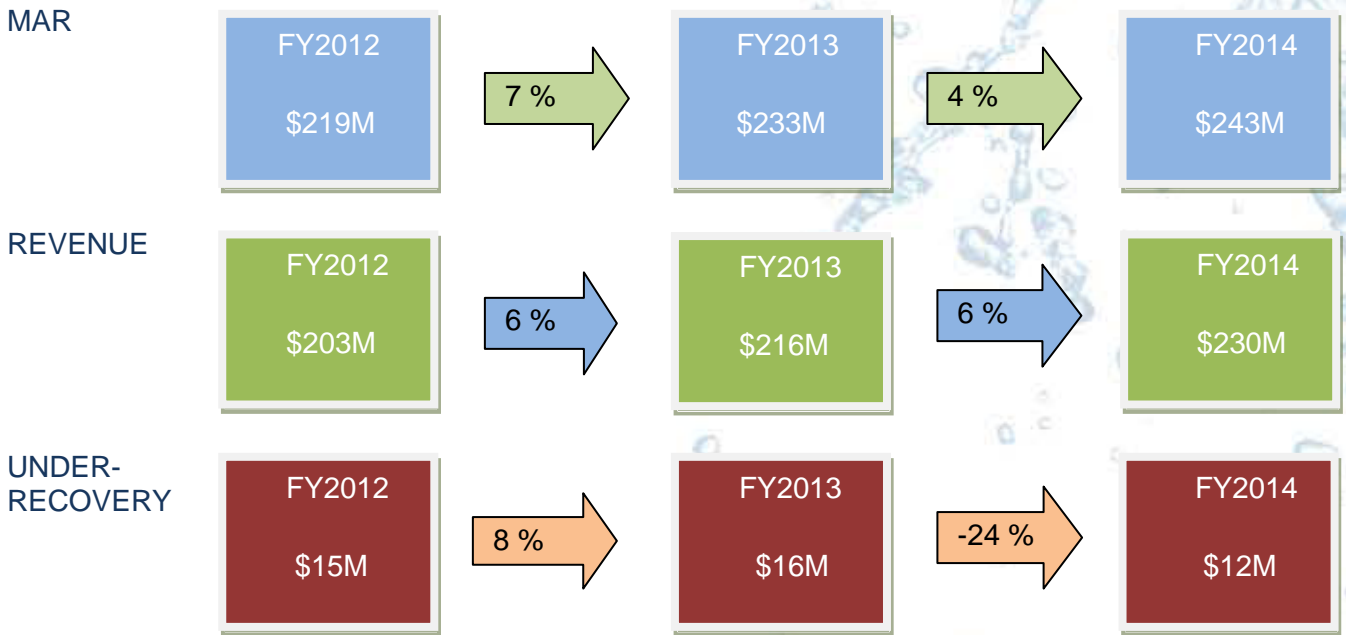 MAR
FY2012
$219M
7 %
FY2013
$233M
4 %
FY2014
$243M
REVENUE
FY2012
$203M
6 %
FY2013
$216M
6 %
FY2014
$230M
UNDER-
RECOVERY
FY2012
$15M
8 %
FY2013
$16M
-24 %
FY2014
$12M